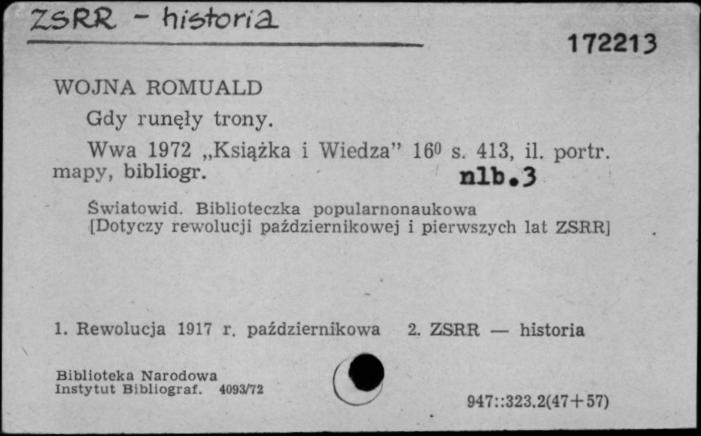 ZSRR - historia
172213
WOJNA ROMUALD
Gdy runęły trony.
Wwa 1972 „Książka i Wiedza” 16⁰ s. 413, il. portr.
mapy, bibliogr. nlb.3
Światowid. Biblioteczka popularnonaukowa
[Dotyczy rewolucji październikowej i pierwszych lat ZSRR]
1. Rewolucja 1917 r. październikowa 2. ZSRR — historia
Biblioteka Narodowa
Instytut Bibliograf. 4093/72
947::323.2(47+57)